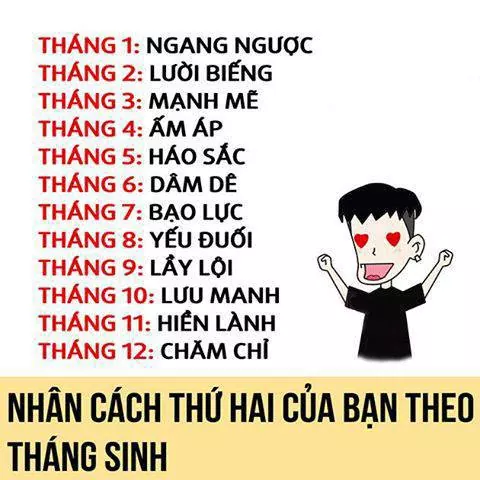 THÁNG 1: NGANG NGƯỢC
THÁNG 2: LƯỜI BIẾNG
THÁNG 3: MẠNH MẼ
THÁNG 4: ẤM ÁP
THÁNG 5: HÁO SẮC
THÁNG 6: DÂM DÊ
THÁNG 7: BẠO LỰC
THÁNG 8: YẾU ĐUỐI
THÁNG 9: LẦY LỘI
THÁNG 10: LƯU MANH
THÁNG 11: HIỀN LÀNH
THÁNG 12: CHĂM CHỈ
NHÂN CÁCH THỨ HAI CỦA BẠN THEO
THÁNG SINH